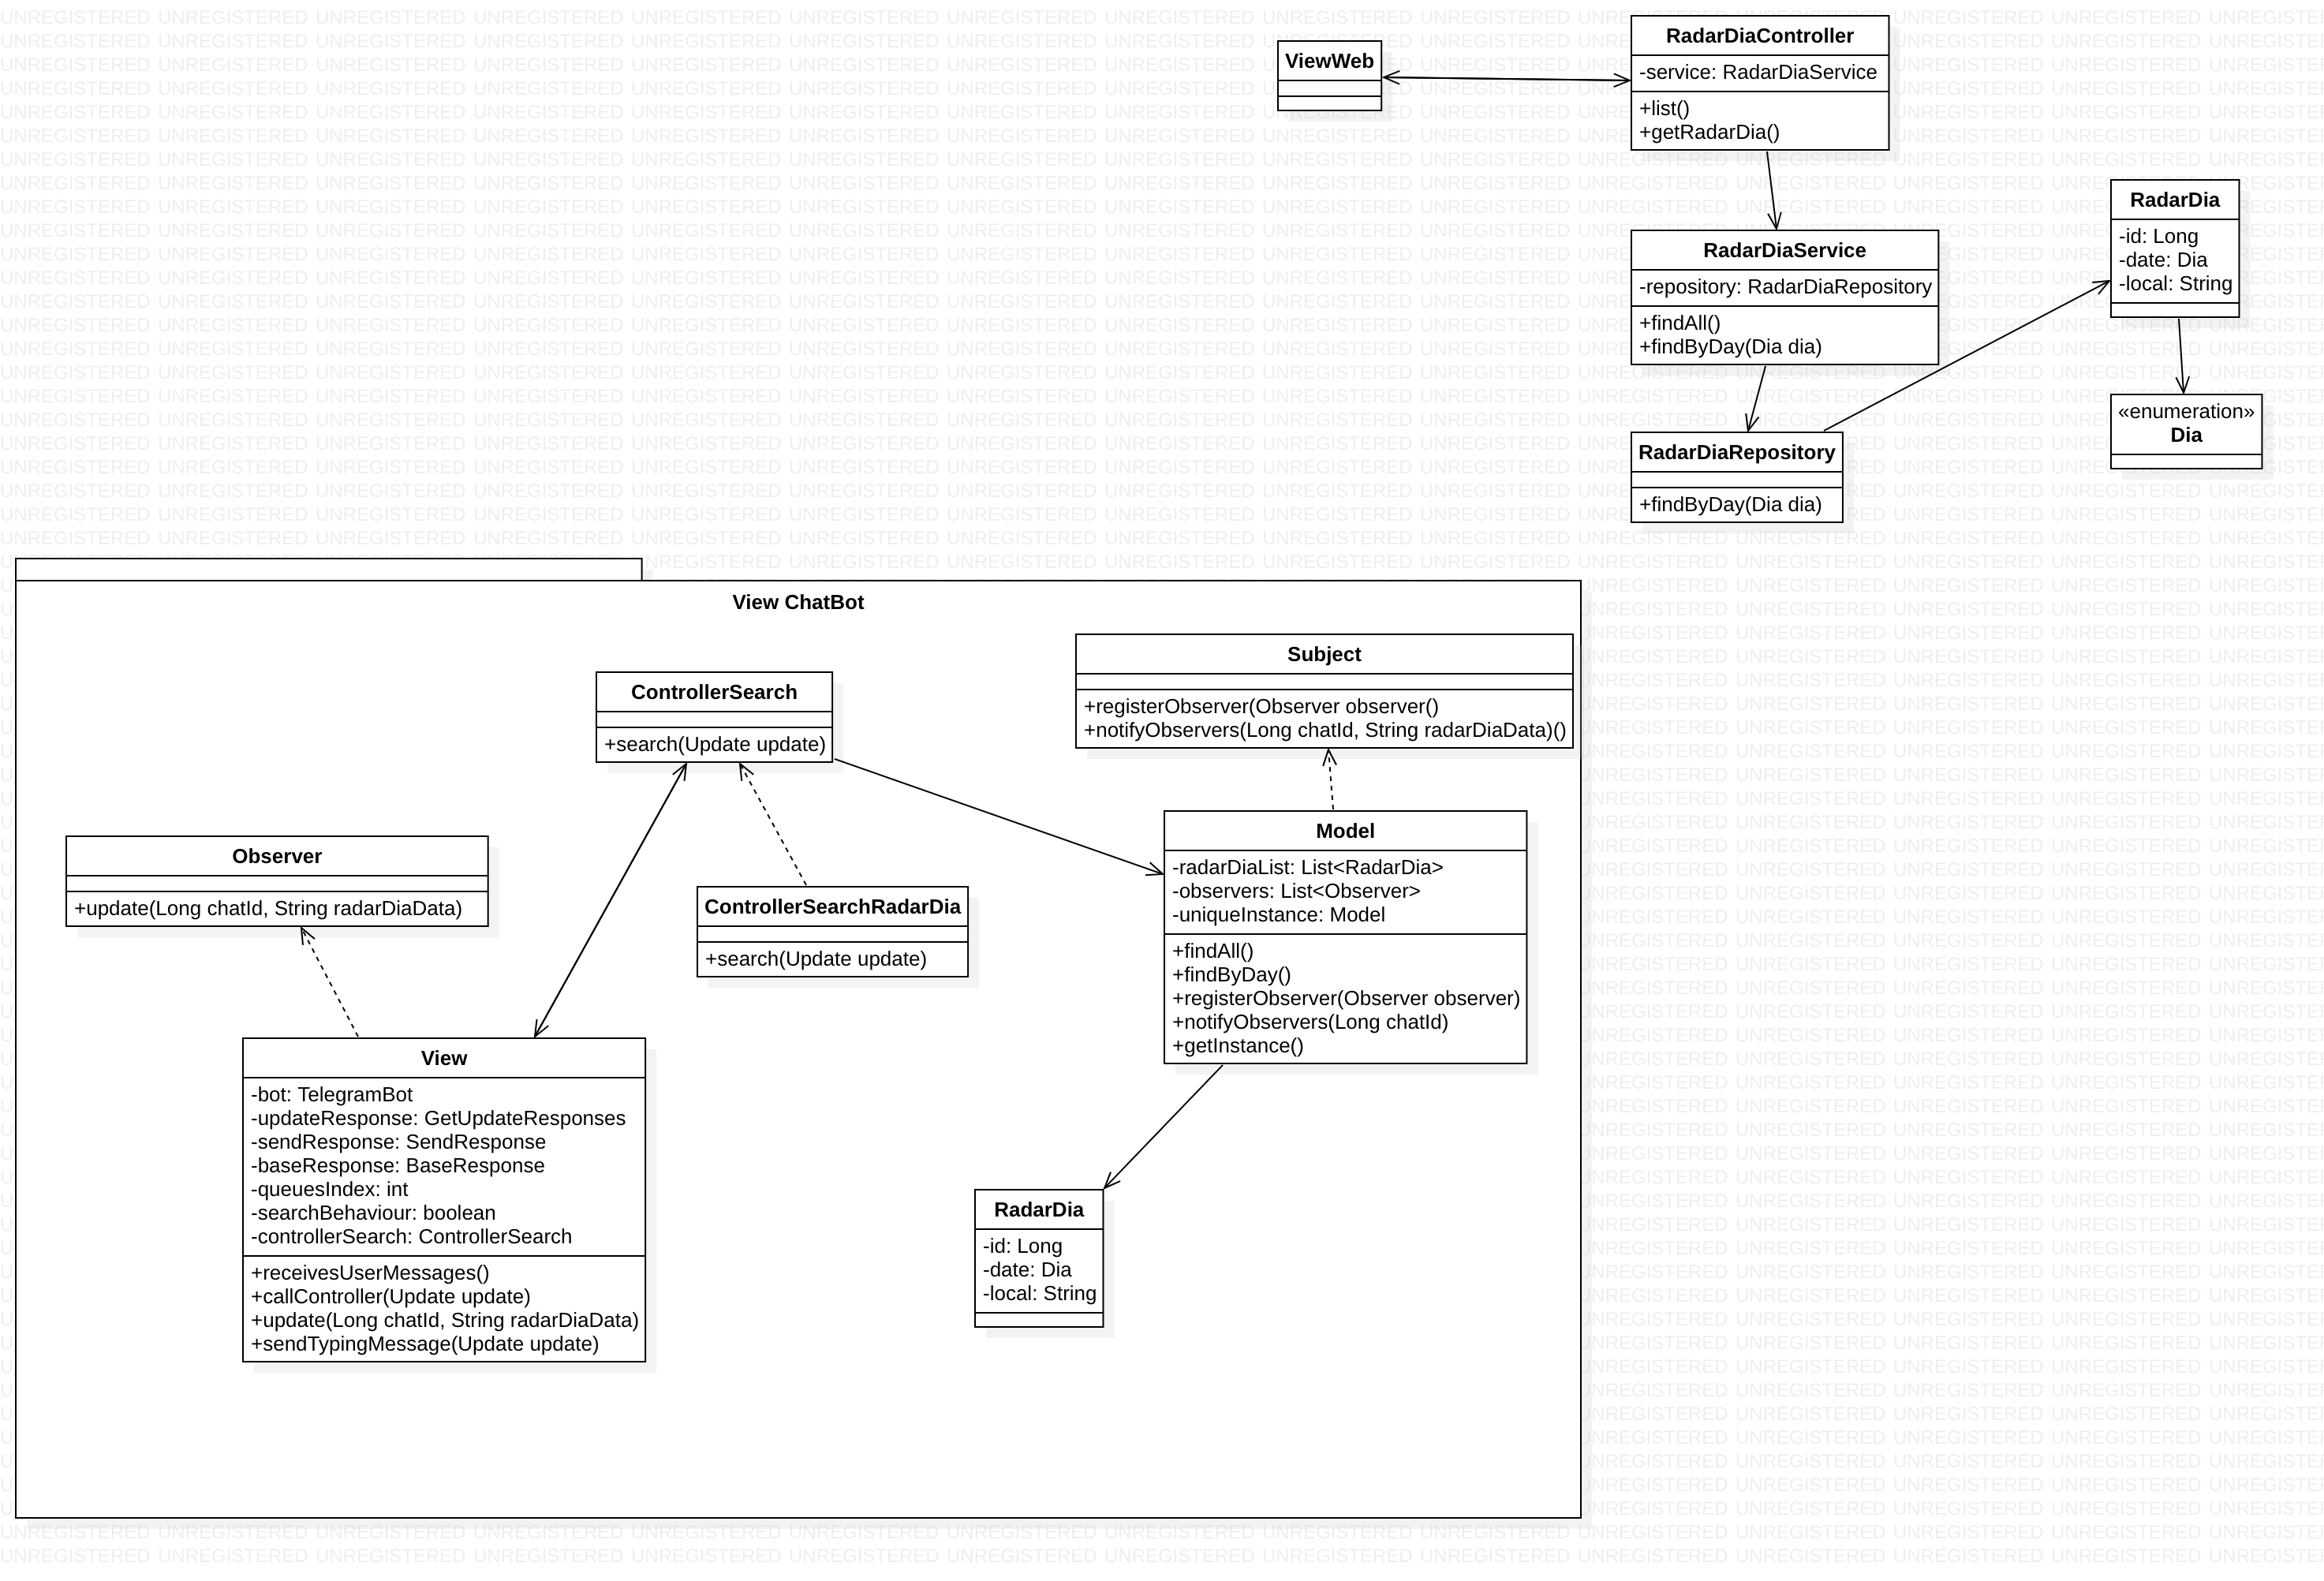 ViewWeb
RadarDiaController
-service: RadarDiaService
+list()
+getRadarDia()
RadarDiaService
-repository: RadarDiaRepository
+findAll()
+findByDay(Dia dia)
RadarDia
-id: Long
-date: Dia
-local: String
«enumeration»
Dia
RadarDiaRepository
+findByDay(Dia dia)
View ChatBot
ControllerSearch
+search(Update update)
Subject
+registerObserver(Observer observer()
+notifyObservers(Long chatId, String radarDiaData)()
Observer
+update(Long chatId, String radarDiaData)
ControllerSearchRadarDia
+search(Update update)
Model
-radarDiaList: List<RadarDia>
-observers: List<Observer>
-uniqueInstance: Model
+findAll()
+findByDay()
+registerObserver(Observer observer)
+notifyObservers(Long chatId)
+getInstance()
View
-bot: TelegramBot
-updateResponse: GetUpdateResponses
-sendResponse: SendResponse
-baseResponse: BaseResponse
-queuesIndex: int
-searchBehaviour: boolean
-controllerSearch: ControllerSearch
+receivesUserMessages()
+callController(Update update)
+update(Long chatId, String radarDiaData)
+sendTypingMessage(Update update)
RadarDia
-id: Long
-date: Dia
-local: String
UNREGISTERED